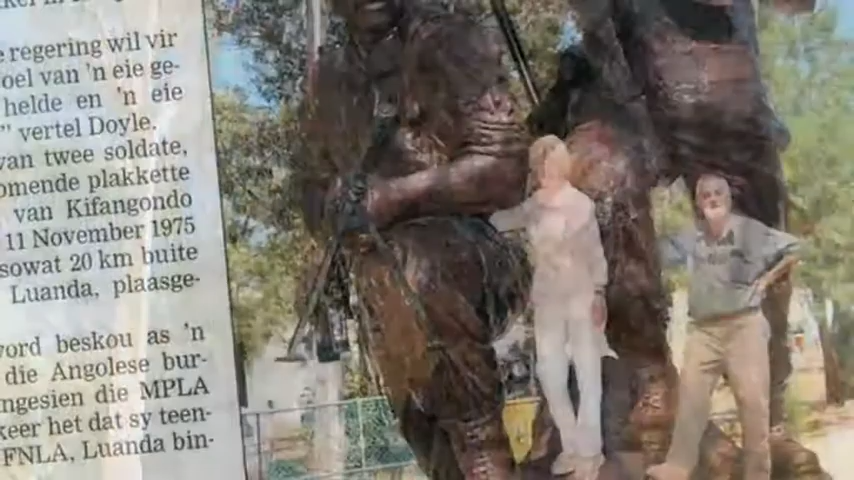 e regering wil vir
oel van 'n eie ge-
helde en 'n eie
" vertel Doyle.
van twee soldate,
omende plakkette
van Kifangondo
11 November 1975
sowat 20 km buite
Luanda, plaasge-
word beskou as 'n
die Angolese bur-
ngesien die MPLA
keer het dat sy teen-
FNLA, Luanda bin-